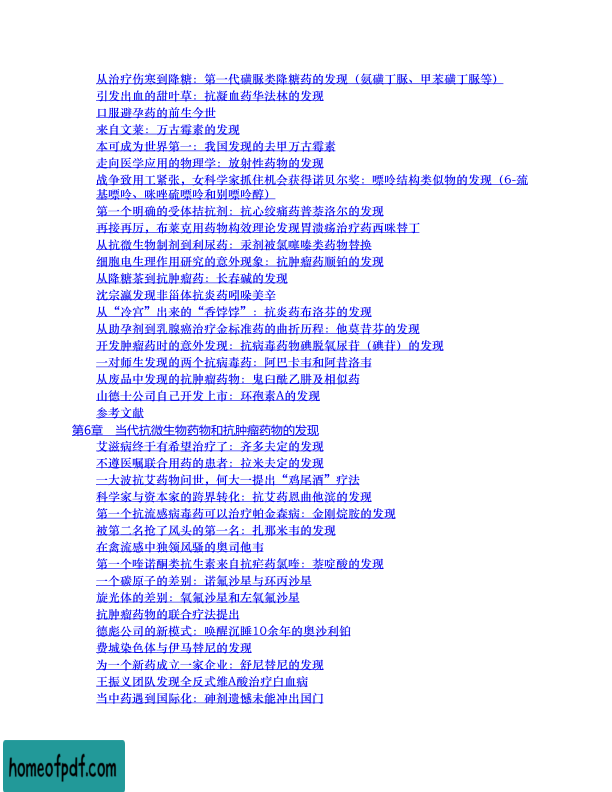 从治疗伤寒到降糖：第一代磺脲类降糖药的发现（氨磺丁脲、甲苯磺丁脲等）
引发出血的甜叶草：抗凝血药华法林的发现
口服避孕药的前生今世
来自文莱：万古霉素的发现
本可成为世界第一：我国发现的去甲万古霉素
走向医学应用的物理学：放射性药物的发现
战争致用工紧张，女科学家抓住机会获得诺贝尔奖：嘌呤结构类似物的发现（6-巯
基嘌呤、咪唑硫嘌呤和别嘌呤醇）
第一个明确的受体拮抗剂：抗心绞痛药普萘洛尔的发现
再接再厉，布莱克用药物构效理论发现胃溃疡治疗药西咪替丁
从抗微生物制剂到利尿药：汞剂被氯噻嗪类药物替换
细胞电生理作用研究的意外现象：抗肿瘤药顺铂的发现
从降糖茶到抗肿瘤药：长春碱的发现
沈宗瀛发现非甾体抗炎药吲哚美辛
从“冷宫”出来的“香饽饽”：抗炎药布洛芬的发现
从助孕剂到乳腺癌治疗金标准药的曲折历程：他莫昔芬的发现
开发肿瘤药时的意外发现：抗病毒药物碘脱氧尿苷（碘苷）的发现
一对师生发现的两个抗病毒药：阿巴卡韦和阿昔洛韦
从废品中发现的抗肿瘤药物：鬼臼酰乙肼及相似药
山德士公司自己开发上市：环孢素A的发现
参考文献
第6章　当代抗微生物药物和抗肿瘤药物的发现
艾滋病终于有希望治疗了：齐多夫定的发现
不遵医嘱联合用药的患者：拉米夫定的发现
一大波抗艾药物问世，何大一提出“鸡尾酒”疗法
科学家与资本家的跨界转化：抗艾药恩曲他滨的发现
第一个抗流感病毒药可以治疗帕金森病：金刚烷胺的发现
被第二名抢了风头的第一名：扎那米韦的发现
在禽流感中独领风骚的奥司他韦
第一个喹诺酮类抗生素来自抗疟药氯喹：萘啶酸的发现
一个碳原子的差别：诺氟沙星与环丙沙星
旋光体的差别：氧氟沙星和左氧氟沙星
抗肿瘤药物的联合疗法提出
德彪公司的新模式：唤醒沉睡10余年的奥沙利铂
费城染色体与伊马替尼的发现
为一个新药成立一家企业：舒尼替尼的发现
王振义团队发现全反式维A酸治疗白血病
当中药遇到国际化：砷剂遗憾未能冲出国门
homeofpdf.com